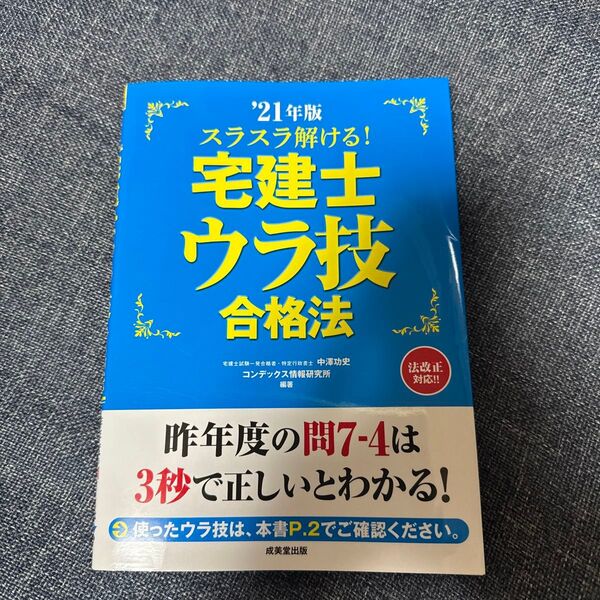 ’21年版
スラスラ解ける!
宅建士
ウラ技
合格法
宅建士試験一発合格者・特定行政書士 中澤功史
コンデックス情報研究所
編著
法改正
対応!!
昨年度の問7-4は
3秒で正しいとわかる!
使ったウラ技は、本書P.2でご確認ください。
成美堂出版